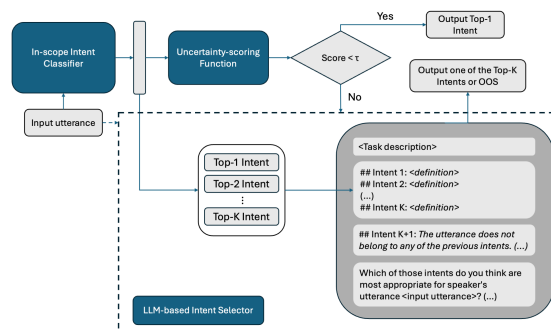 In-scope Intent
Classifier
Uncertainty-scoring
Function
Score < τ
Yes
Output Top-1
Intent
No
Output one of the Top-K
Intents or OOS
Input utterance
Top-1 Intent
Top-2 Intent
⋮
Top-K Intent
<Task description>
## Intent 1: <definition>
## Intent 2: <definition>
(...)
## Intent K: <definition>
## Intent K+1: The utterance does not
belong to any of the previous intents. (...)
Which of those intents do you think are
most appropriate for speaker's
utterance <input utterance>? (...)
LLM-based Intent Selector